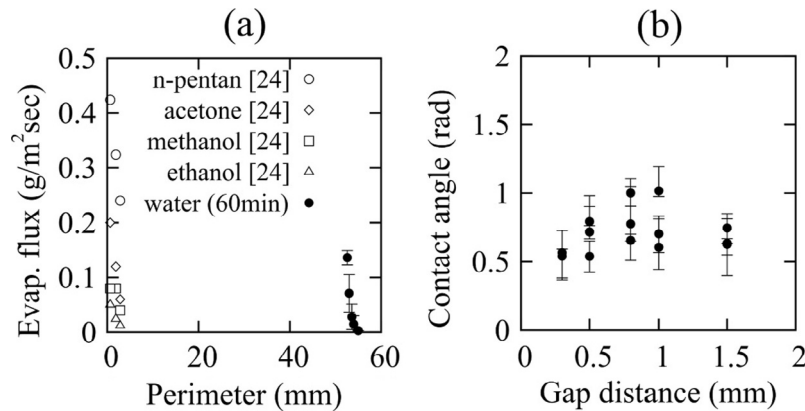 (a)
Evap. flux (g/m²sec)
0.5
0.4
0.3
0.2
0.1
0
n-pentan [24]
acetone [24]
methanol [24]
ethanol [24]
water (60min)
0 20 40 60
Perimeter (mm)
(b)
Contact angle (rad)
2
1.5
1
0.5
0
0 0.5 1 1.5 2
Gap distance (mm)